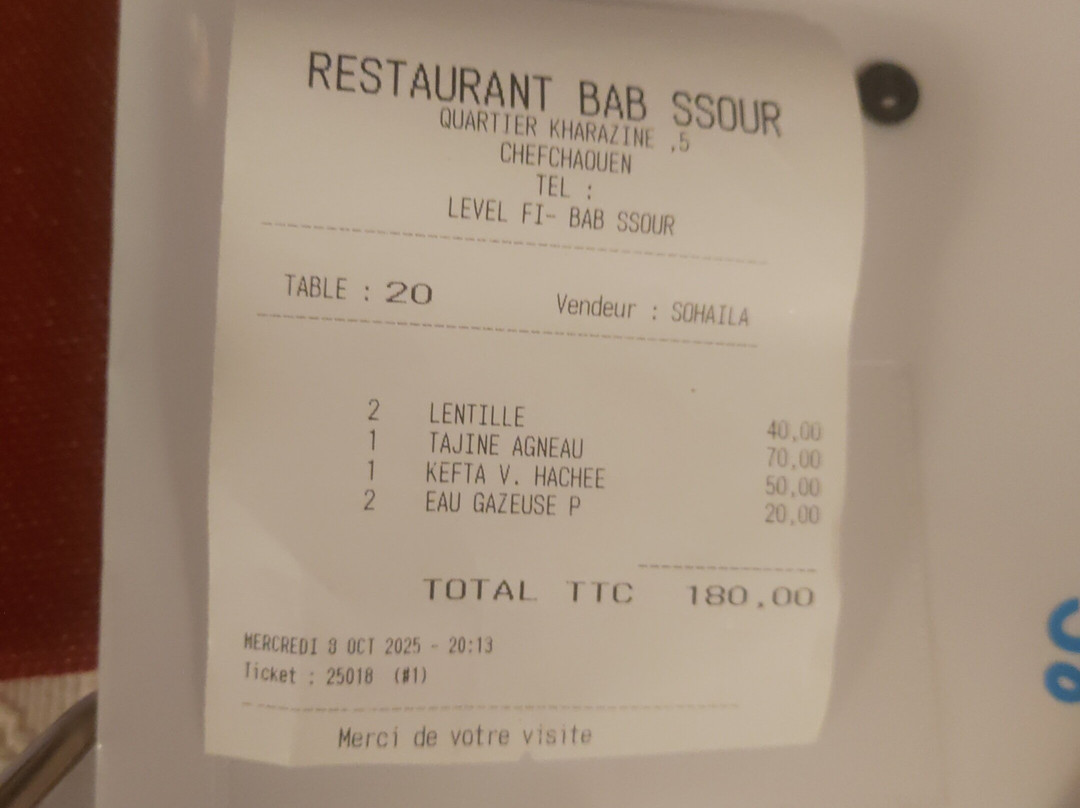 RESTAURANT BAB SSOUR
QUARTIER KHARAZINE ,5
CHEFCHAOUEN
TEL :
LEVEL FI- BAB SSOUR
TABLE : 20 Vendeur : SOHAILA
2 LENTILLE 40,00
1 TAJINE AGNEAU 70,00
1 KEFTA V. HACHEE 50,00
2 EAU GAZEUSE P 20,00
TOTAL TTC 180,00
MERCREDI 8 OCT 2025 - 20:13
Ticket : 25018 (#1)
Merci de votre visite